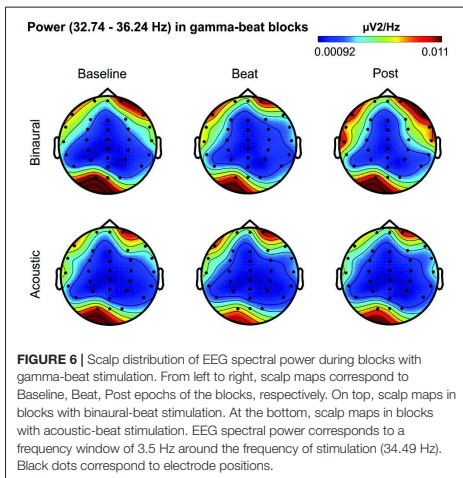 Power (32.74 - 36.24 Hz) in gamma-beat blocks
µV2/Hz
0.00092 0.011
Baseline Beat Post
Binaural
Acoustic
FIGURE 6 | Scalp distribution of EEG spectral power during blocks with
gamma-beat stimulation. From left to right, scalp maps correspond to
Baseline, Beat, Post epochs of the blocks, respectively. On top, scalp maps in
blocks with binaural-beat stimulation. At the bottom, scalp maps in blocks
with acoustic-beat stimulation. EEG spectral power corresponds to a
frequency window of 3.5 Hz around the frequency of stimulation (34.49 Hz).
Black dots correspond to electrode positions.